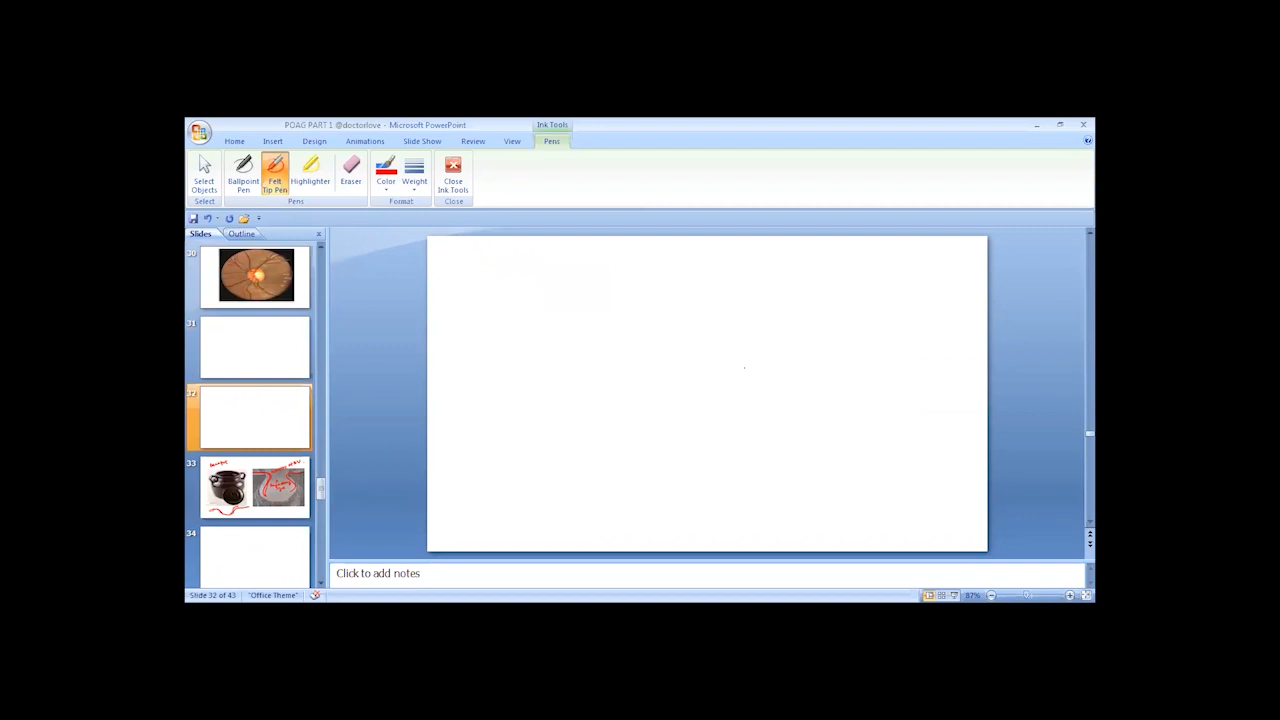 POAG PART 1 @doctorlove - Microsoft PowerPoint
Ink Tools
Home Insert Design Animations Slide Show Review View Pens
Select Objects
Ballpoint Pen
Felt Tip Pen
Highlighter
Eraser
Color
Weight
Close Ink Tools
Select Pens Format Close
Slides Outline
30
31
32
33
34
Click to add notes
Slide 32 of 43 "Office Theme" 87%